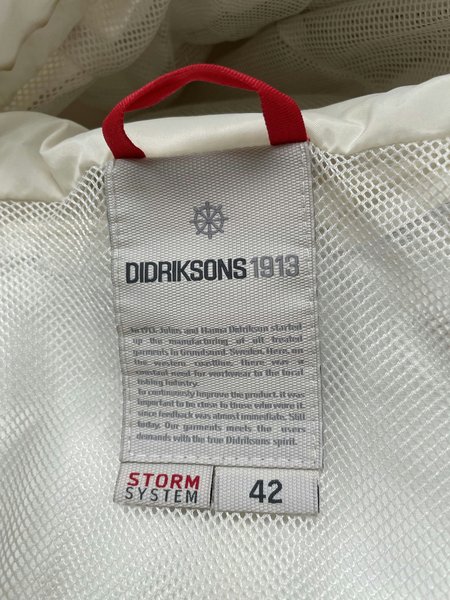 DIDRIKSONS 1913
In 1913, Julius and Hanna Didrikson started
up the manufacturing of oil treated
garments in Grundsund, Sweden. Here, on
the western coastline, there was a
constant need for workwear to the local
fishing industry.
To continuously improve the product, it was
important to be close to those who wore it,
since feedback was almost immediate. Still
today. Our garments meets the users
demands with the true Didriksons spirit.
STORM
SYSTEM
42